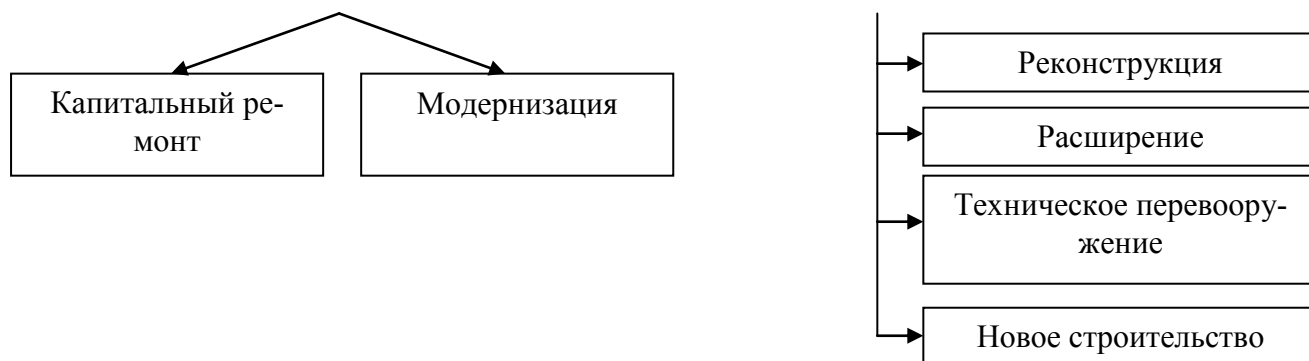 Капитальный ре-
монт
Модернизация
Реконструкция
Расширение
Техническое перевоору-
жение
Новое строительство